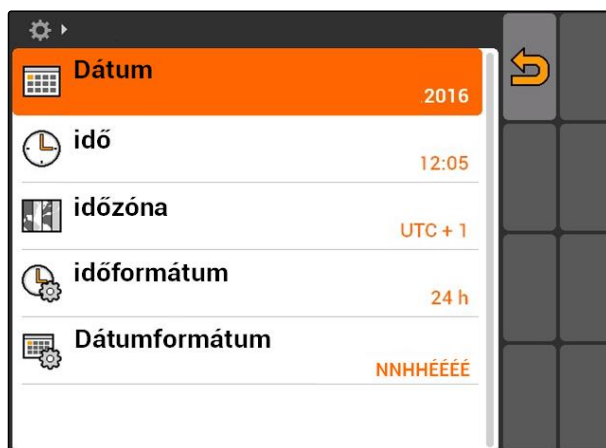 Dátum
2016
idő
12:05
időzóna
UTC + 1
időformátum
24 h
Dátumformátum
NNHHÉÉÉÉ